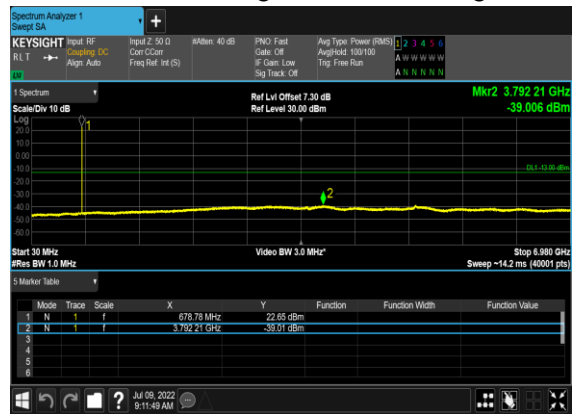 Spectrum Analyzer 1
Swept SA
+
KEYSIGHT Input: RF Input Z: 50 Ω #Atten: 40 dB PNO: Fast Avg Type: Power (RMS) 1 2 3 4 5 6
RLT Coupling: DC Corr CCorr Gate: Off Avg|Hold: 100/100 A W W W W W
Align: Auto Freq Ref: Int (S) IF Gain: Low Trig: Free Run
LXI Sig Track: Off A N N N N N
1 Spectrum Ref Lvl Offset 7.30 dB Mkr2 3.792 21 GHz
Scale/Div 10 dB Ref Level 30.00 dBm -39.006 dBm
Log
20.0
10.0
0.00
-10.0
-20.0
-30.0
-40.0
-50.0
-60.0
1
2
DL1 -13.00 dBm
Start 30 MHz Video BW 3.0 MHz* Stop 6.980 GHz
#Res BW 1.0 MHz Sweep ~14.2 ms (40001 pts)
5 Marker Table
Mode Trace Scale X Y Function Function Width Function Value
1 N 1 f 678.78 MHz 22.65 dBm
2 N 1 f 3.792 21 GHz -39.01 dBm
3
4
5
6
? Jul 09, 2022
9:11:49 AM